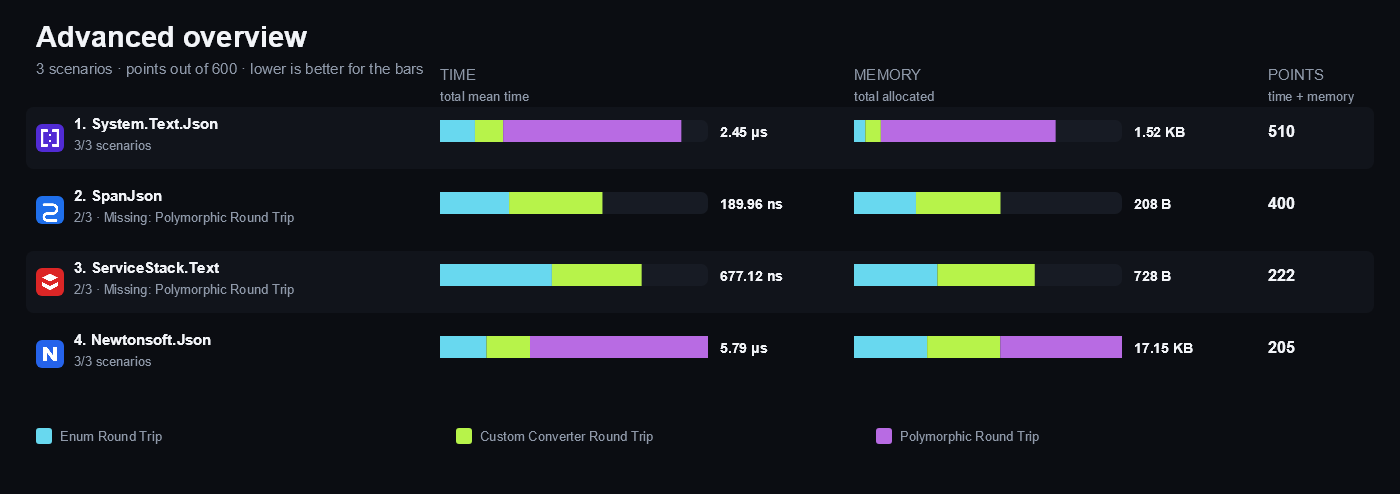 Advanced overview
3 scenarios · points out of 600 · lower is better for the bars
TIME
total mean time
MEMORY
total allocated
POINTS
time + memory
1. System.Text.Json
3/3 scenarios
2.45 µs
1.52 KB
510
2. SpanJson
2/3 · Missing: Polymorphic Round Trip
189.96 ns
208 B
400
3. ServiceStack.Text
2/3 · Missing: Polymorphic Round Trip
677.12 ns
728 B
222
N
4. Newtonsoft.Json
3/3 scenarios
5.79 µs
17.15 KB
205
Enum Round Trip
Custom Converter Round Trip
Polymorphic Round Trip